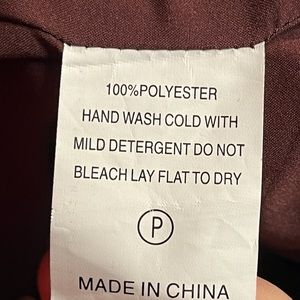 100%POLYESTER
HAND WASH COLD WITH
MILD DETERGENT DO NOT
BLEACH LAY FLAT TO DRY
P
MADE IN CHINA